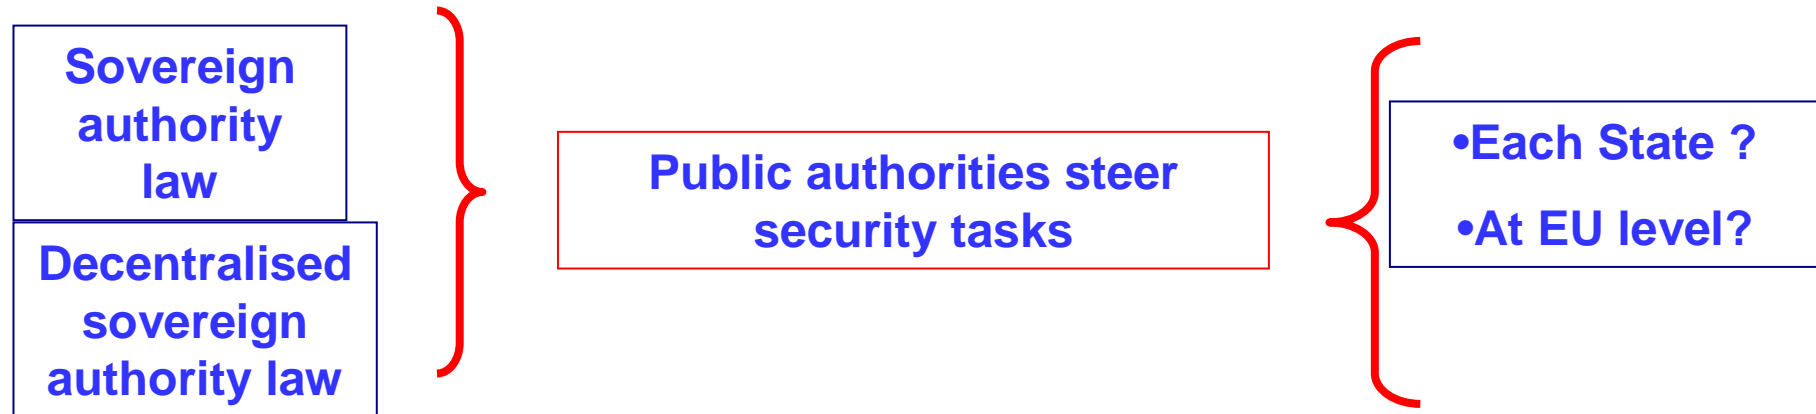 Sovereign
authority
law
Decentralised
sovereign
authority law
Public authorities steer
security tasks
•Each State ?
•At EU level?